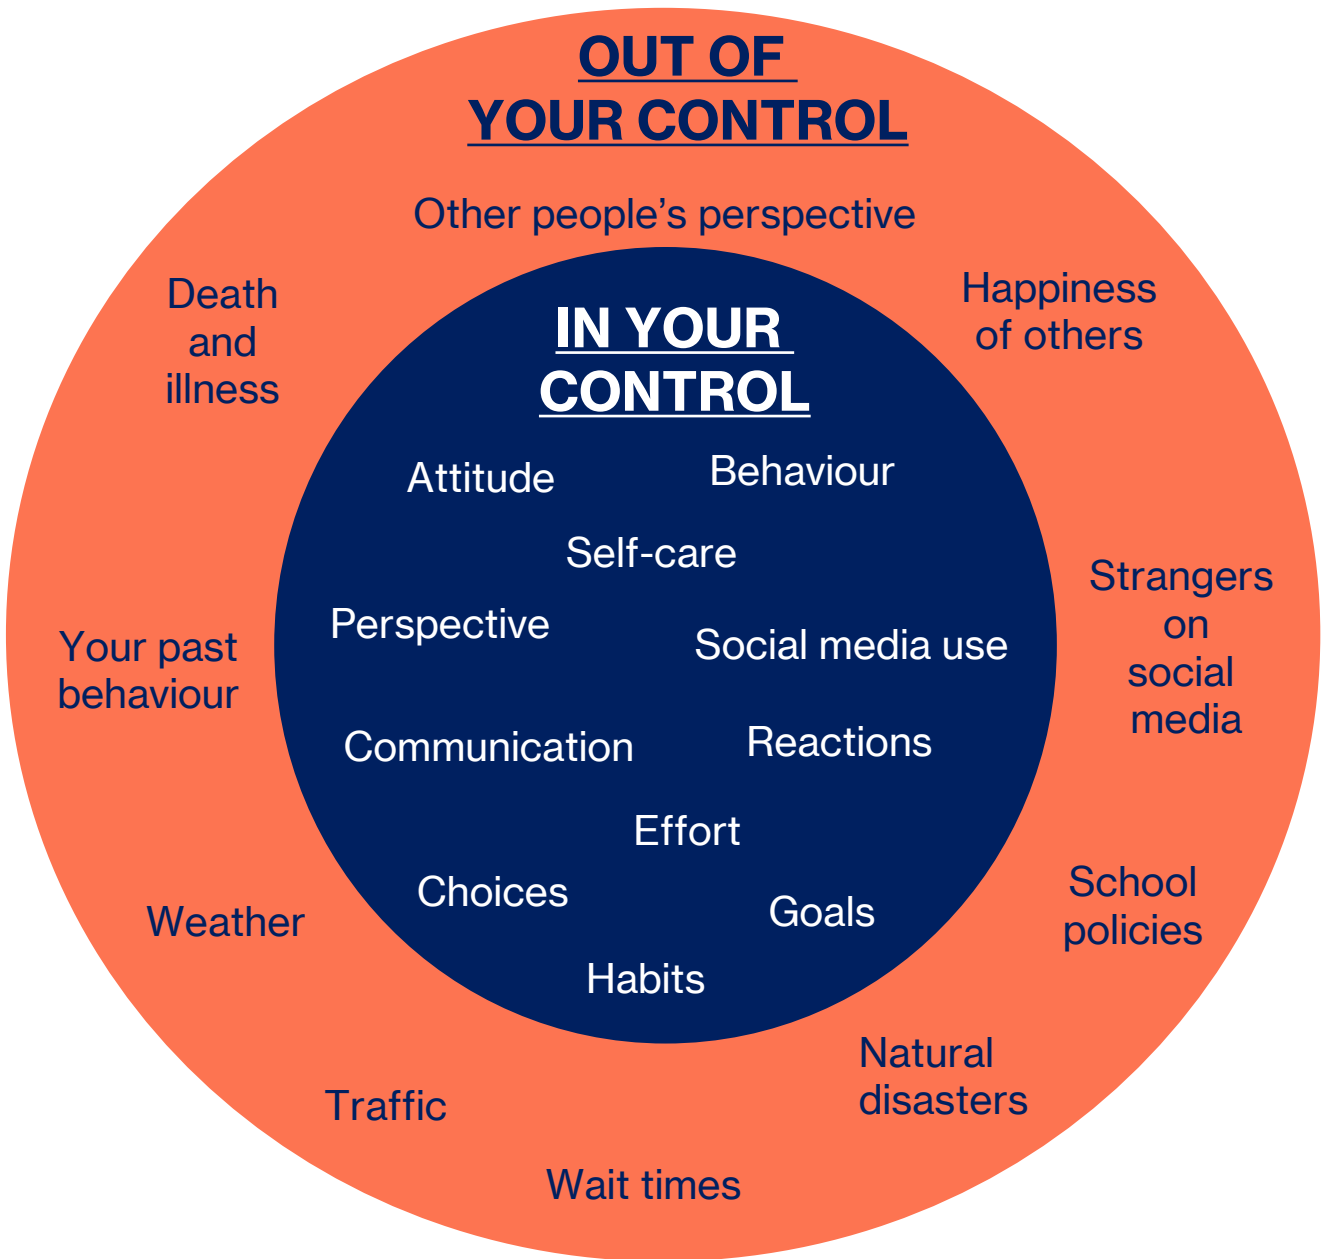 OUT OF
YOUR CONTROL
Other people’s perspective
Death
and
illness
Happiness
of others
IN YOUR
CONTROL
Attitude
Behaviour
Self-care
Perspective
Social media use
Strangers
on
social
media
Your past
behaviour
Communication
Reactions
Effort
Choices
Goals
Habits
School
policies
Weather
Natural
disasters
Traffic
Wait times